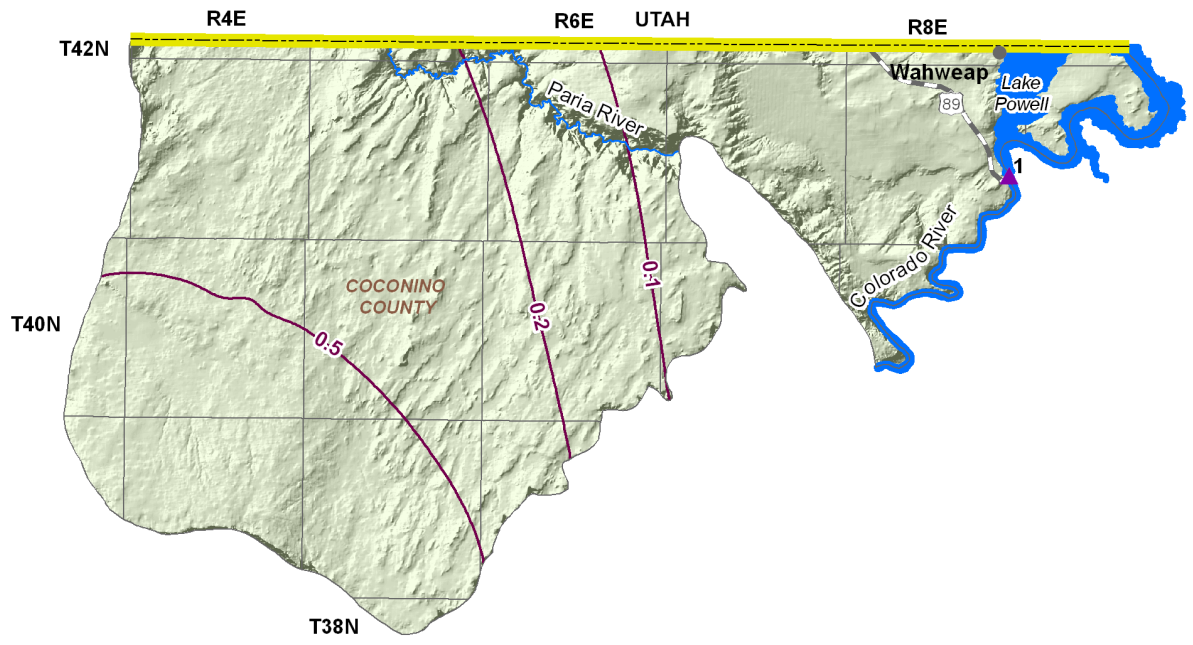 R4E
R6E
UTAH
R8E
T42N
Wahweap
Lake
Powell
89
Paria River
1
Colorado River
0.1
COCONINO
COUNTY
0.2
T40N
0.5
T38N